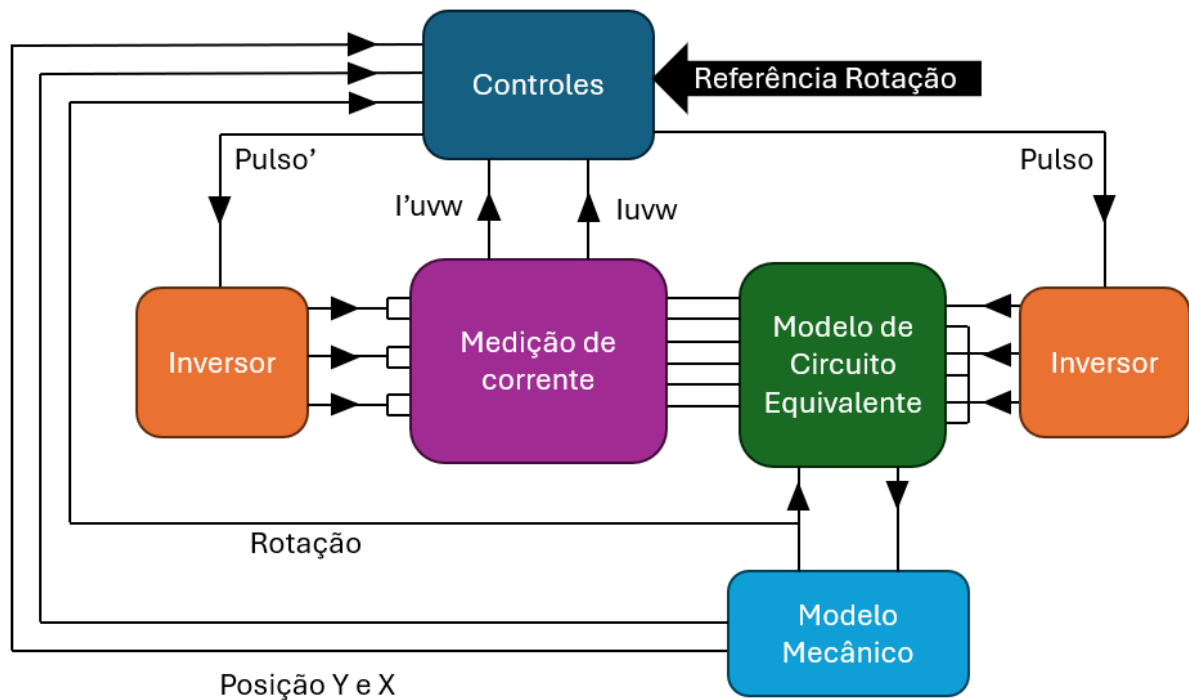 Controles
Referência Rotação
Pulso’
Pulso
I’uvw
Iuvw
Inversor
Medição de
corrente
Modelo de
Circuito
Equivalente
Inversor
Rotação
Modelo
Mecânico
Posição Y e X